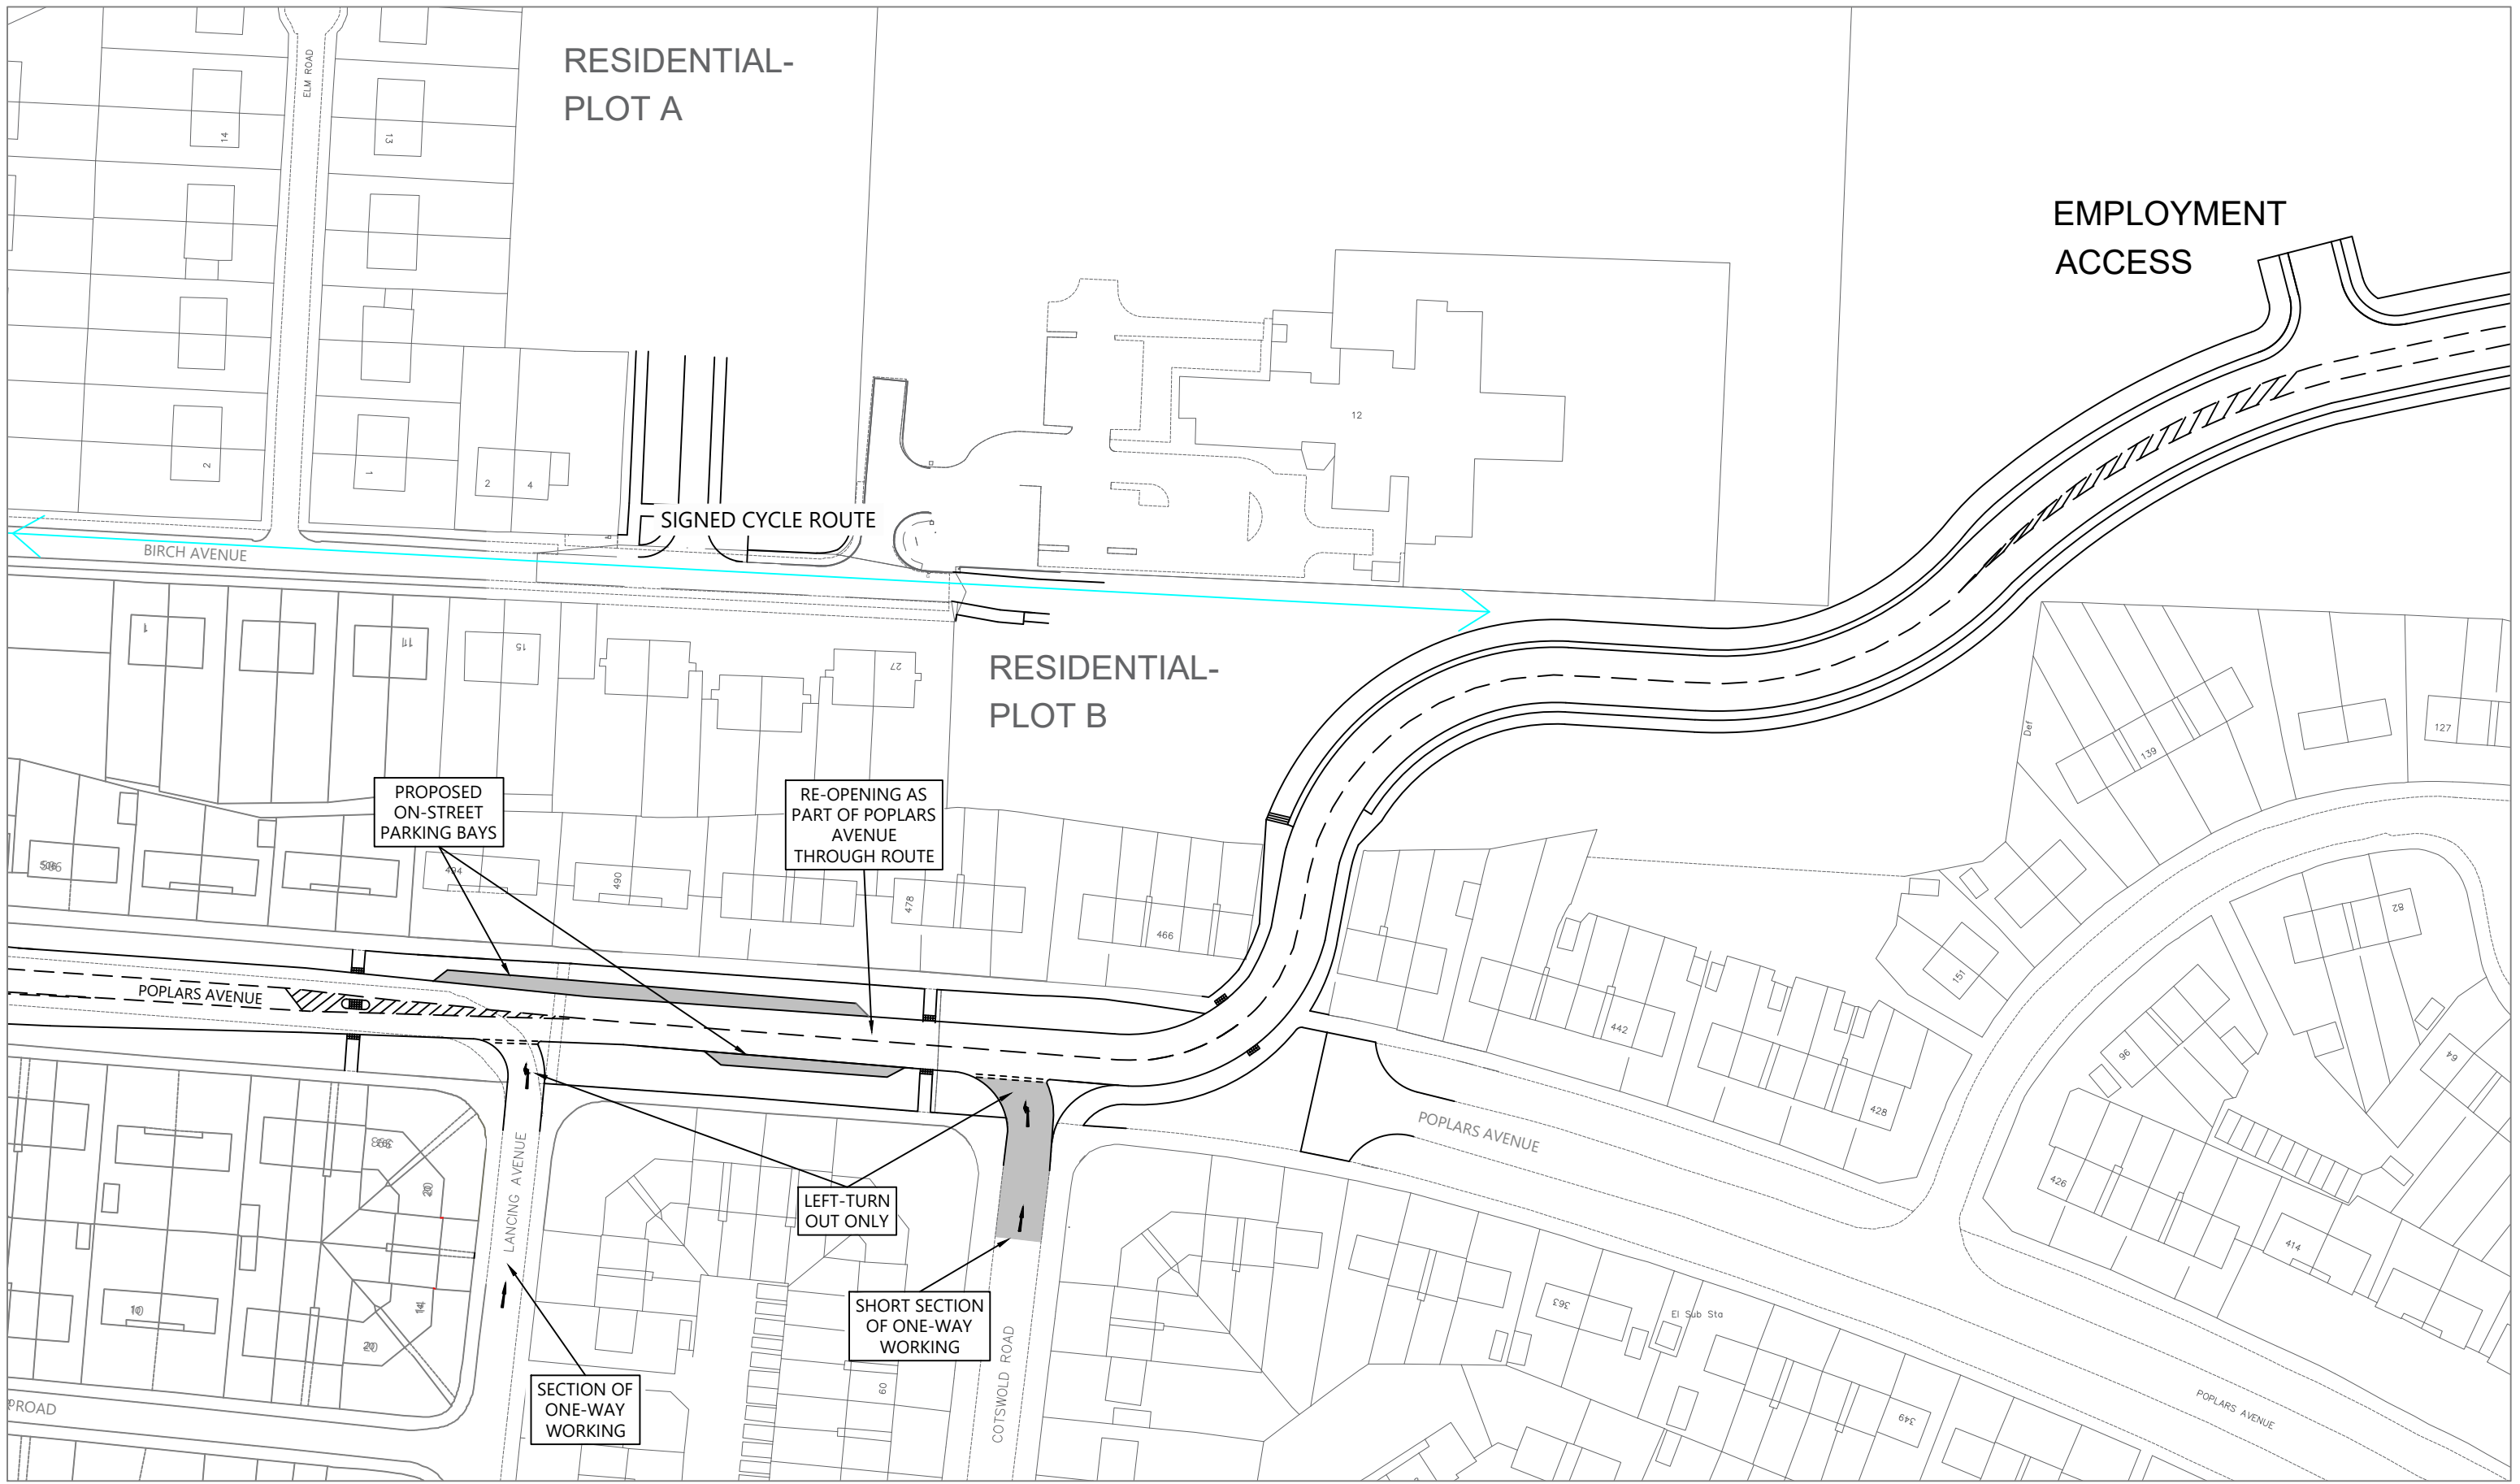 RESIDENTIAL-
PLOT A
ELM ROAD
14
13
EMPLOYMENT
ACCESS
12
2
1
2
4
SIGNED CYCLE ROUTE
BIRCH AVENUE
1
15
27
RESIDENTIAL-
PLOT B
Def
139
127
PROPOSED
ON-STREET
PARKING BAYS
RE-OPENING AS
PART OF POPLARS
AVENUE
THROUGH ROUTE
494
490
478
466
82
151
POPLARS AVENUE
442
428
96
64
POPLARS AVENUE
LANCING AVENUE
20
LEFT-TURN
OUT ONLY
426
414
10
14
20
SHORT SECTION
OF ONE-WAY
WORKING
363
El Sub Sta
COTSWOLD ROAD
SECTION OF
ONE-WAY
WORKING
60
349
POPLARS AVENUE
ROAD